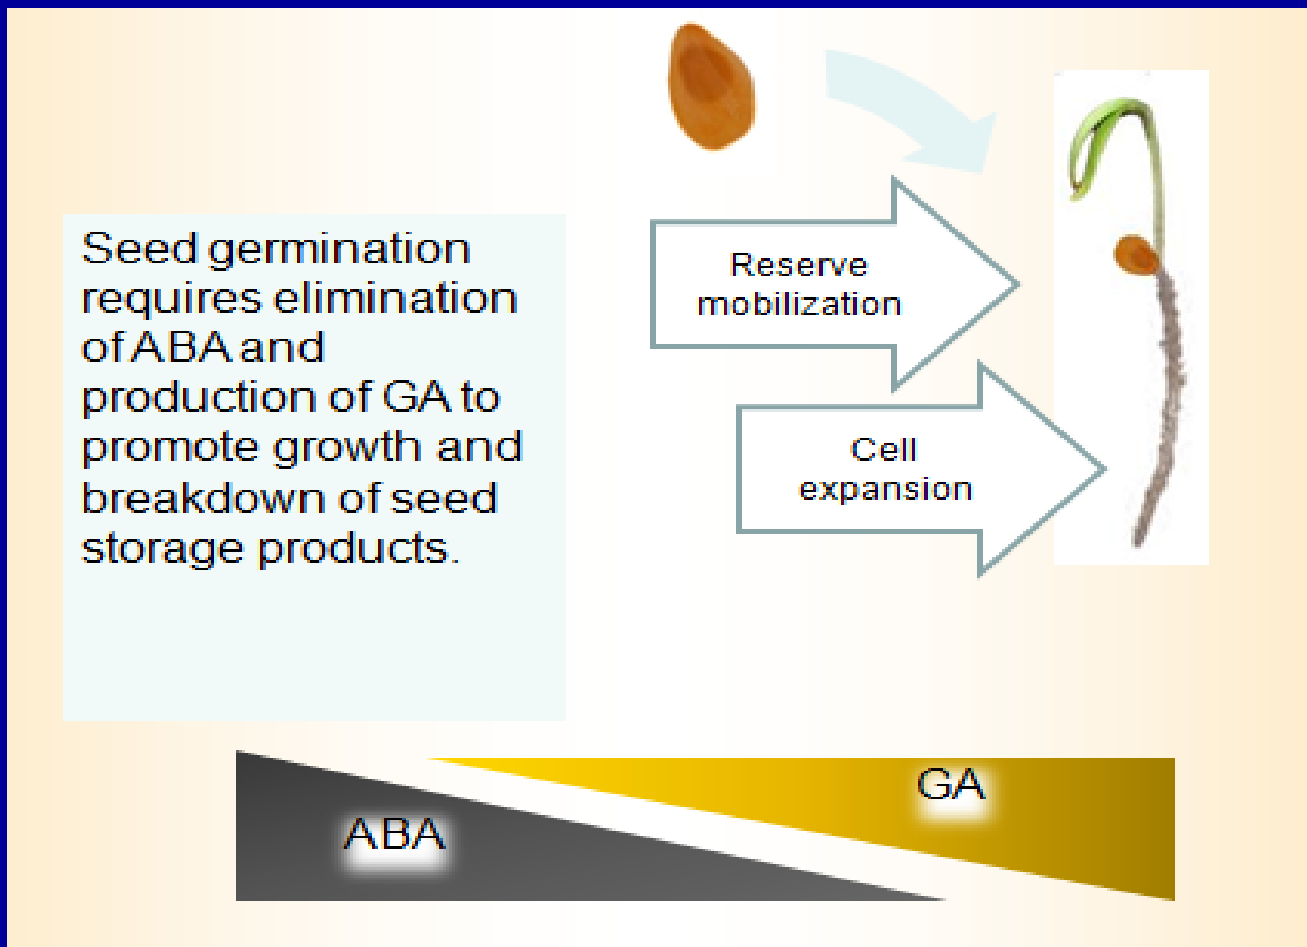 Seed germination
requires elimination
of ABA and
production of GA to
promote growth and
breakdown of seed
storage products.
Reserve
mobilization
Cell
expansion
GA
ABA